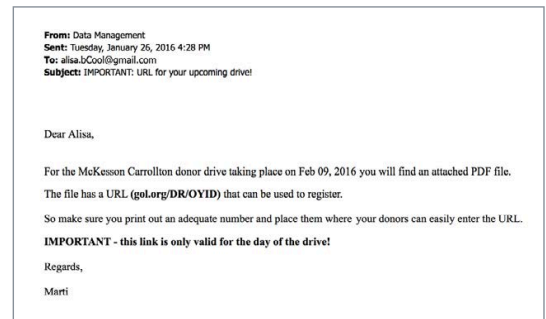 From: Data Management
Sent: Tuesday, January 26, 2016 4:28 PM
To: alisa.bCool@gmail.com
Subject: IMPORTANT: URL for your upcoming drive!
Dear Alisa,
For the McKesson Carrollton donor drive taking place on Feb 09, 2016 you will find an attached PDF file.
The file has a URL (gol.org/DR/OYID) that can be used to register.
So make sure you print out an adequate number and place them where your donors can easily enter the URL.
IMPORTANT - this link is only valid for the day of the drive!
Regards,
Marti